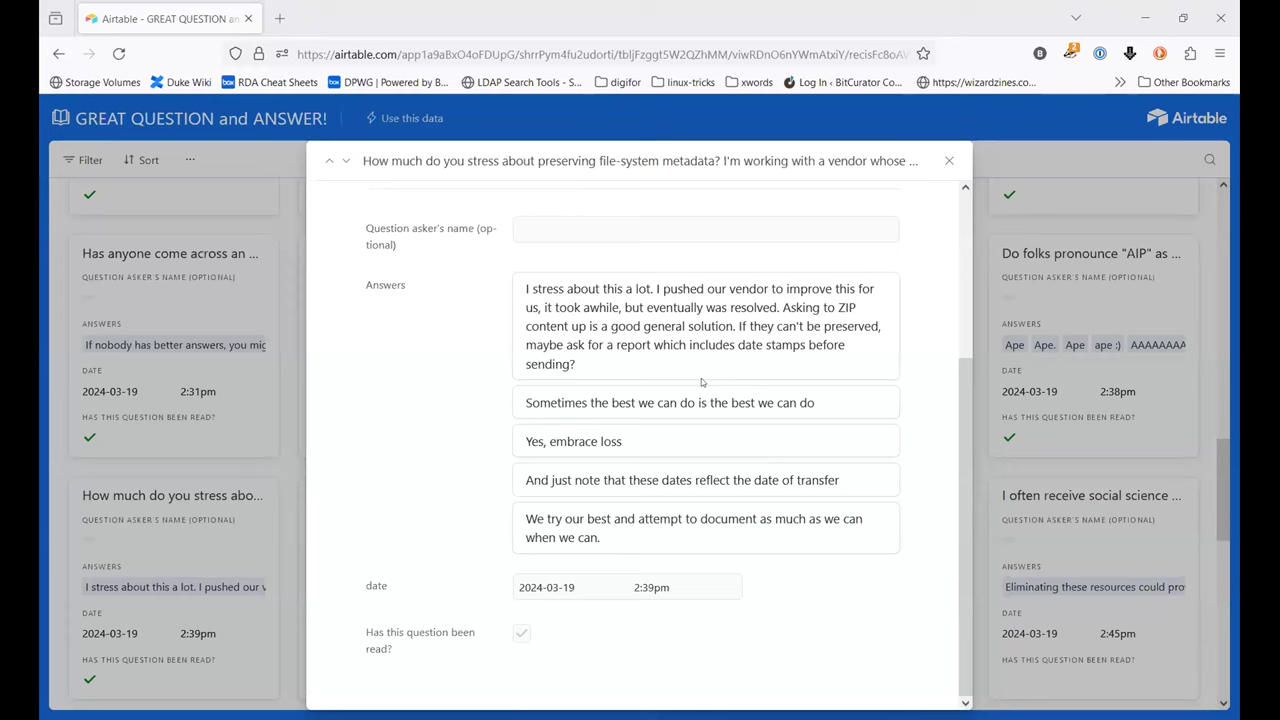 Airtable - GREAT QUESTION an
https://airtable.com/app1a9aBxO4oFDUpG/shrrPym4fu2udorti/tbljFzggt5W2QZhMM/viwRDnO6nYWmAtxiY/recisFc8oAV
B
2
Storage Volumes
Duke Wiki
RDA Cheat Sheets
DPWG | Powered by B...
LDAP Search Tools - S...
digifor
linux-tricks
xwords
Log In ‹ BitCurator Co...
https://wizardzines.co...
Other Bookmarks
GREAT QUESTION and ANSWER!
Use this data
Airtable
Filter
Sort
...
How much do you stress about preserving file-system metadata? I'm working with a vendor whose ...
Question asker's name (op-
tional)
Answers
I stress about this a lot. I pushed our vendor to improve this for
us, it took awhile, but eventually was resolved. Asking to ZIP
content up is a good general solution. If they can't be preserved,
maybe ask for a report which includes date stamps before
sending?
Sometimes the best we can do is the best we can do
Yes, embrace loss
And just note that these dates reflect the date of transfer
We try our best and attempt to document as much as we can
when we can.
date
2024-03-19 2:39pm
Has this question been
read?
Has anyone come across an ...
QUESTION ASKER'S NAME (OPTIONAL)
ANSWERS
If nobody has better answers, you mig
DATE
2024-03-19 2:31pm
HAS THIS QUESTION BEEN READ?
How much do you stress abo...
QUESTION ASKER'S NAME (OPTIONAL)
ANSWERS
I stress about this a lot. I pushed our v
DATE
2024-03-19 2:39pm
HAS THIS QUESTION BEEN READ?
Do folks pronounce "AIP" as ...
QUESTION ASKER'S NAME (OPTIONAL)
ANSWERS
Ape Ape. Ape ape :) AAAAAAAA
DATE
2024-03-19 2:38pm
HAS THIS QUESTION BEEN READ?
I often receive social science ...
QUESTION ASKER'S NAME (OPTIONAL)
ANSWERS
Eliminating these resources could pro
DATE
2024-03-19 2:45pm
HAS THIS QUESTION BEEN READ?